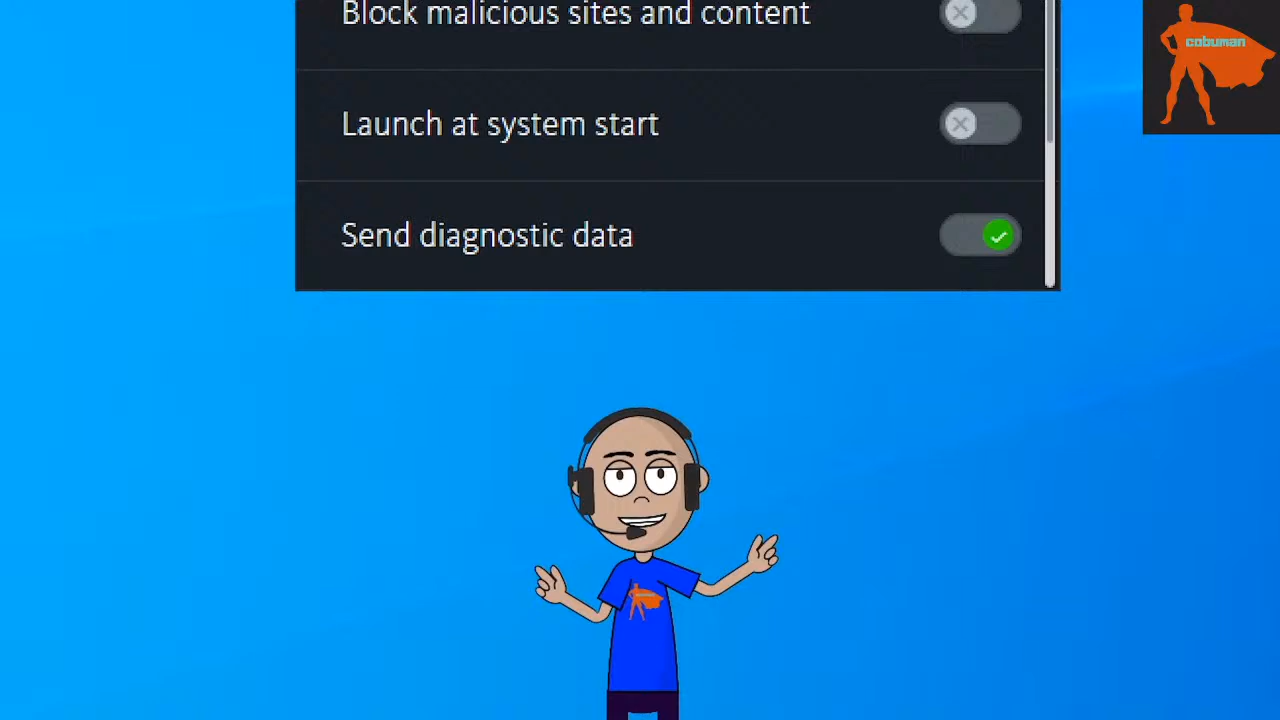 Block malicious sites and content
cobuman
Launch at system start
Send diagnostic data